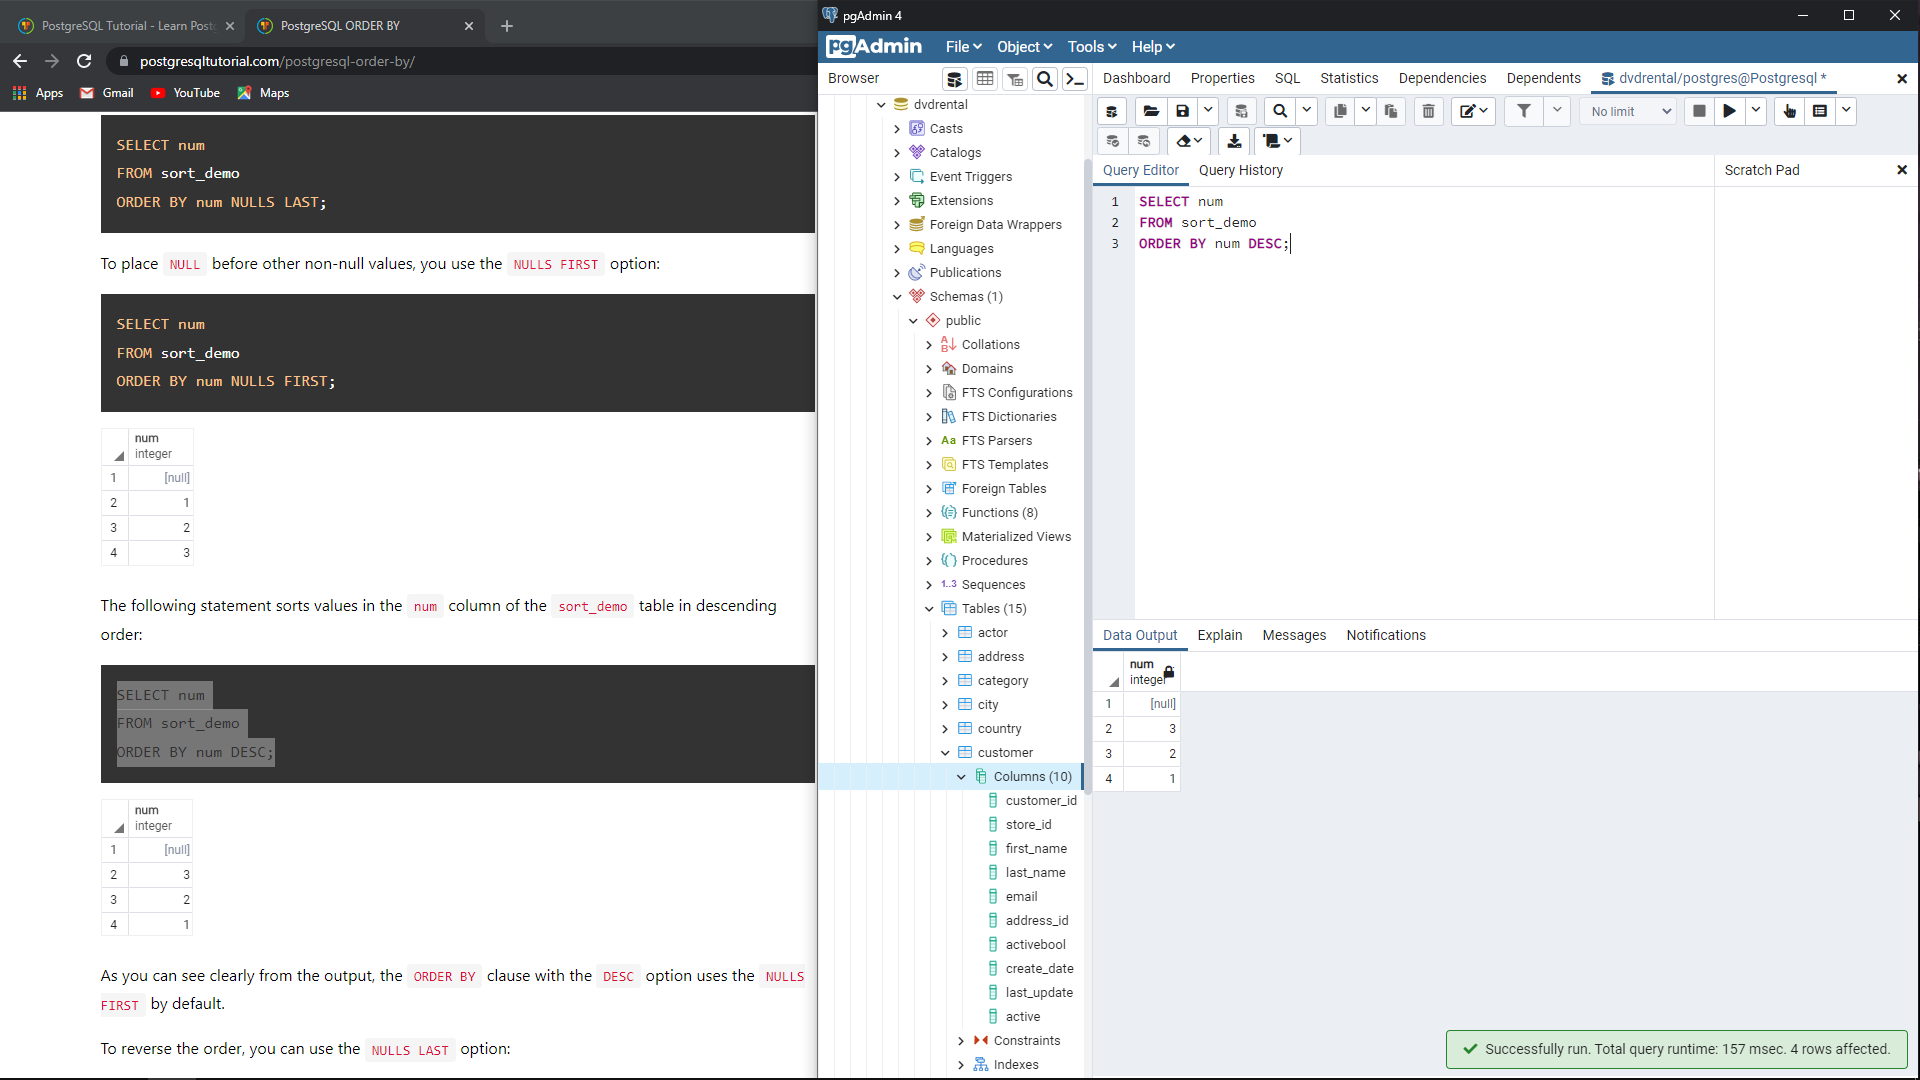 PostgreSQL Tutorial - Learn Post
PostgreSQL ORDER BY
postgresqltutorial.com/postgresql-order-by/
Apps
Gmail
YouTube
Maps
SELECT num
FROM sort_demo
ORDER BY num NULLS LAST;
To place NULL before other non-null values, you use the NULLS FIRST option:
SELECT num
FROM sort_demo
ORDER BY num NULLS FIRST;
num
integer
1 [null]
2 1
3 2
4 3
The following statement sorts values in the num column of the sort_demo table in descending
order:
SELECT num
FROM sort_demo
ORDER BY num DESC;
num
integer
1 [null]
2 3
3 2
4 1
As you can see clearly from the output, the ORDER BY clause with the DESC option uses the NULLS
FIRST by default.
To reverse the order, you can use the NULLS LAST option:
pgAdmin 4
pgAdmin
File
Object
Tools
Help
Browser
dvdrental
Casts
Catalogs
Event Triggers
Extensions
Foreign Data Wrappers
Languages
Publications
Schemas (1)
public
Collations
Domains
FTS Configurations
FTS Dictionaries
Aa FTS Parsers
FTS Templates
Foreign Tables
Functions (8)
Materialized Views
Procedures
1..3 Sequences
Tables (15)
actor
address
category
city
country
customer
Columns (10)
customer_id
store_id
first_name
last_name
email
address_id
activebool
create_date
last_update
active
Constraints
Indexes
Dashboard
Properties
SQL
Statistics
Dependencies
Dependents
dvdrental/postgres@Postgresql *
No limit
Query Editor
Query History
Scratch Pad
1 SELECT num
2 FROM sort_demo
3 ORDER BY num DESC;
Data Output
Explain
Messages
Notifications
num
integer
1 [null]
2 3
3 2
4 1
Successfully run. Total query runtime: 157 msec. 4 rows affected.